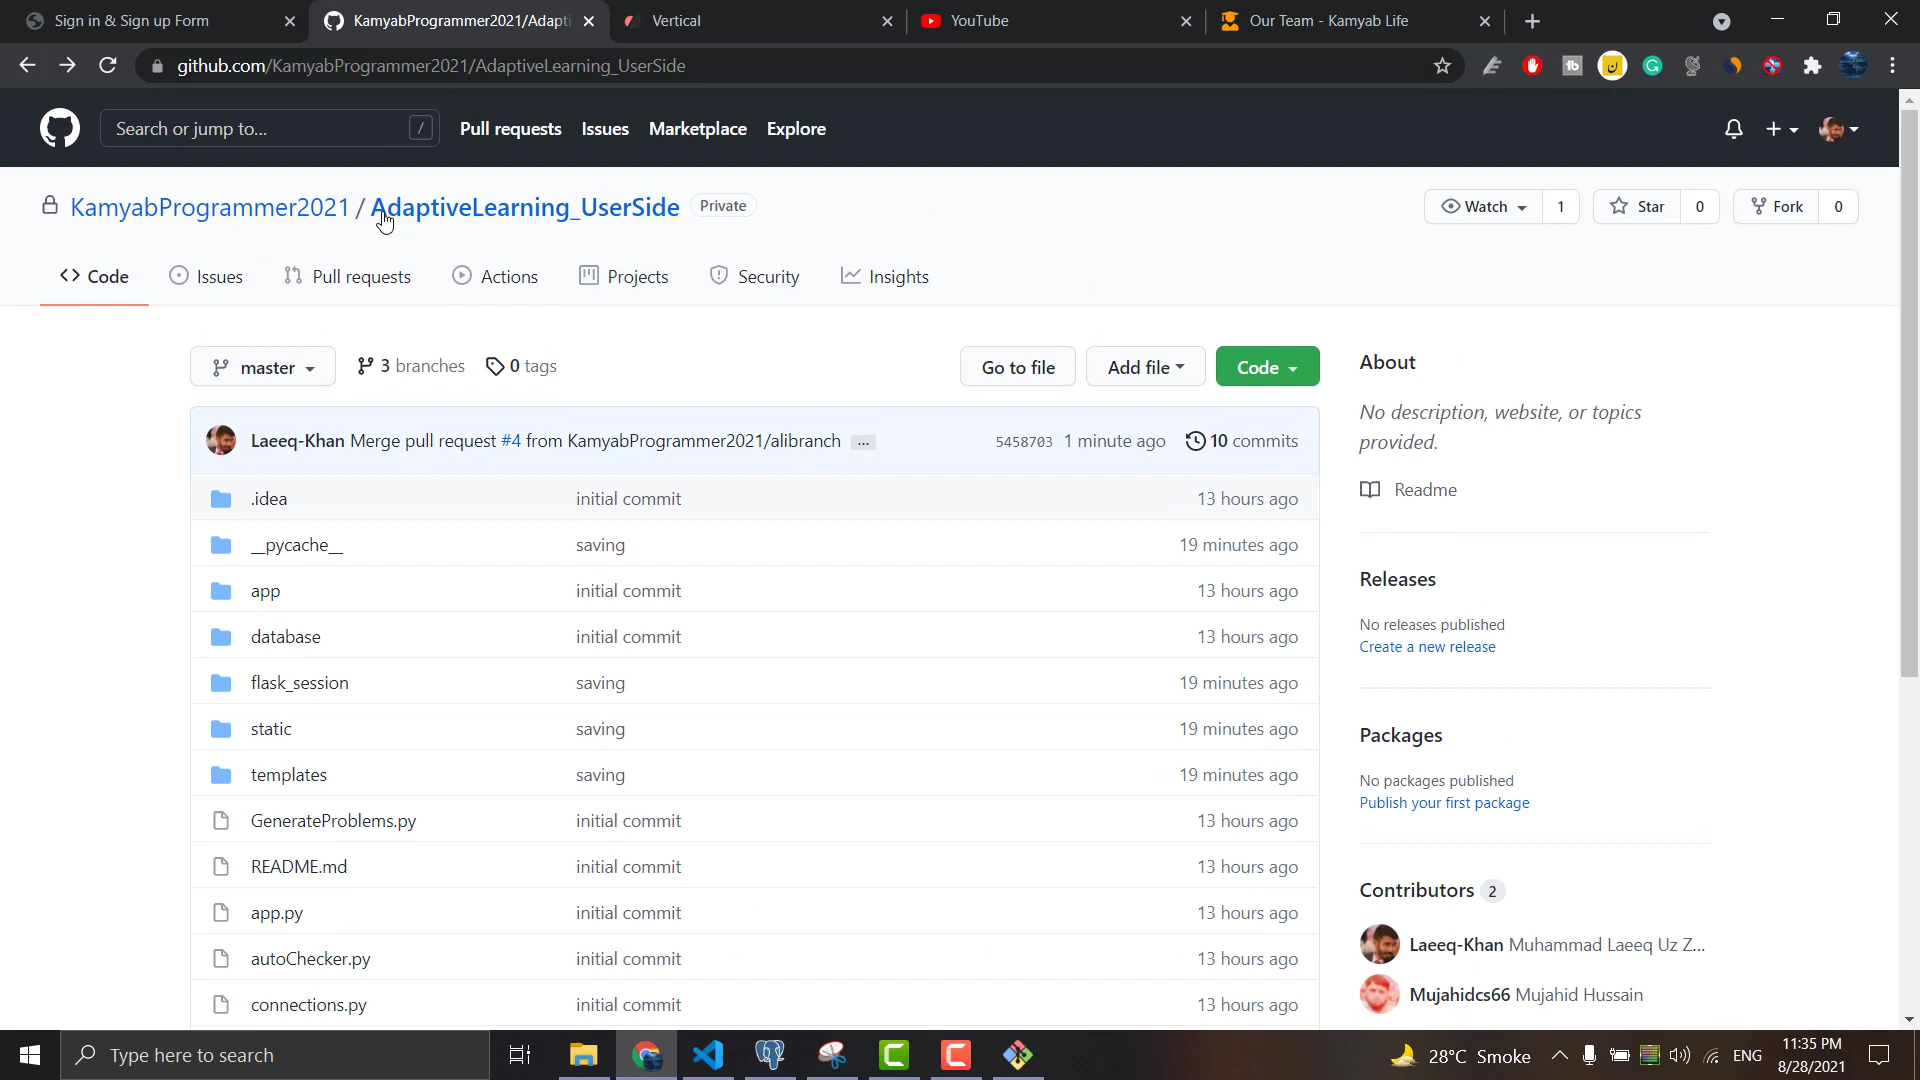 Sign in & Sign up Form
KamyabProgrammer2021/Adapti
Vertical
YouTube
Our Team - Kamyab Life
github.com/KamyabProgrammer2021/AdaptiveLearning_UserSide
Search or jump to...
/
Pull requests
Issues
Marketplace
Explore
KamyabProgrammer2021 / AdaptiveLearning_UserSide
Private
Watch 1
Star 0
Fork 0
Code
Issues
Pull requests
Actions
Projects
Security
Insights
master
3 branches
0 tags
Go to file
Add file
Code
Laeeq-Khan Merge pull request #4 from KamyabProgrammer2021/alibranch ...
5458703 1 minute ago
10 commits
.idea initial commit 13 hours ago
__pycache__ saving 19 minutes ago
app initial commit 13 hours ago
database initial commit 13 hours ago
flask_session saving 19 minutes ago
static saving 19 minutes ago
templates saving 19 minutes ago
GenerateProblems.py initial commit 13 hours ago
README.md initial commit 13 hours ago
app.py initial commit 13 hours ago
autoChecker.py initial commit 13 hours ago
connections.py initial commit 13 hours ago
About
No description, website, or topics
provided.
Readme
Releases
No releases published
Create a new release
Packages
No packages published
Publish your first package
Contributors 2
Laeeq-Khan Muhammad Laeeq Uz Z...
Mujahidcs66 Mujahid Hussain
Type here to search
28°C Smoke
ENG
11:35 PM
8/28/2021